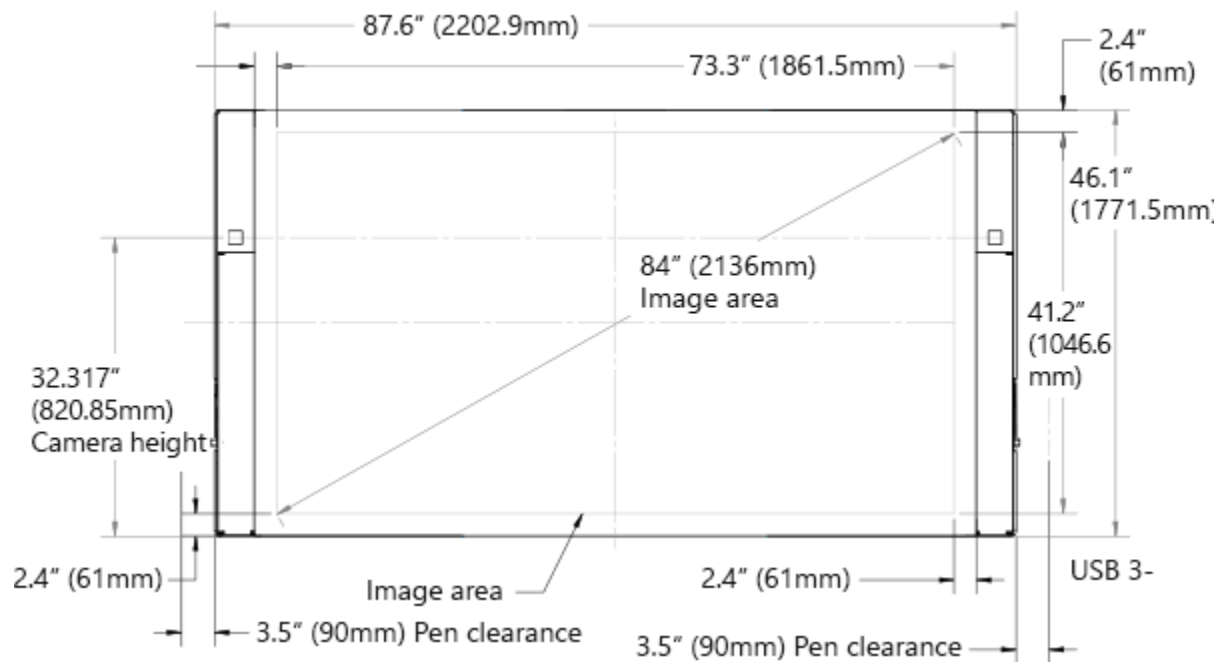 87.6” (2202.9mm)
2.4”
(61mm)
73.3” (1861.5mm)
46.1”
(1771.5mm)
84” (2136mm)
Image area
41.2”
(1046.6
mm)
32.317”
(820.85mm)
Camera height
2.4” (61mm)
Image area
2.4” (61mm)
USB 3-
3.5” (90mm) Pen clearance
3.5” (90mm) Pen clearance